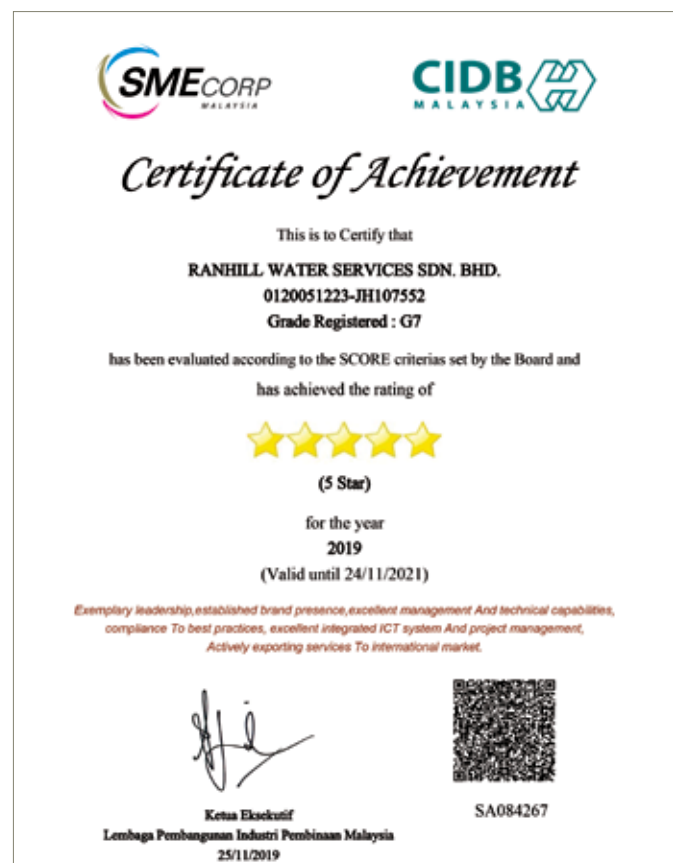 SMECORP
MALAYSIA
CIDB
MALAYSIA
Certificate of Achievement
This is to Certify that
RANHILL WATER SERVICES SDN. BHD.
0120051223-JH107552
Grade Registered : G7
has been evaluated according to the SCORE criterias set by the Board and
has achieved the rating of
(5 Star)
for the year
2019
(Valid until 24/11/2021)
Exemplary leadership,established brand presence,excellent management And technical capabilities,
compliance To best practices, excellent integrated ICT system And project management,
Actively exporting services To international market.
Ketua Eksekutif
Lembaga Pembangunan Industri Pembinaan Malaysia
25/11/2019
SA084267